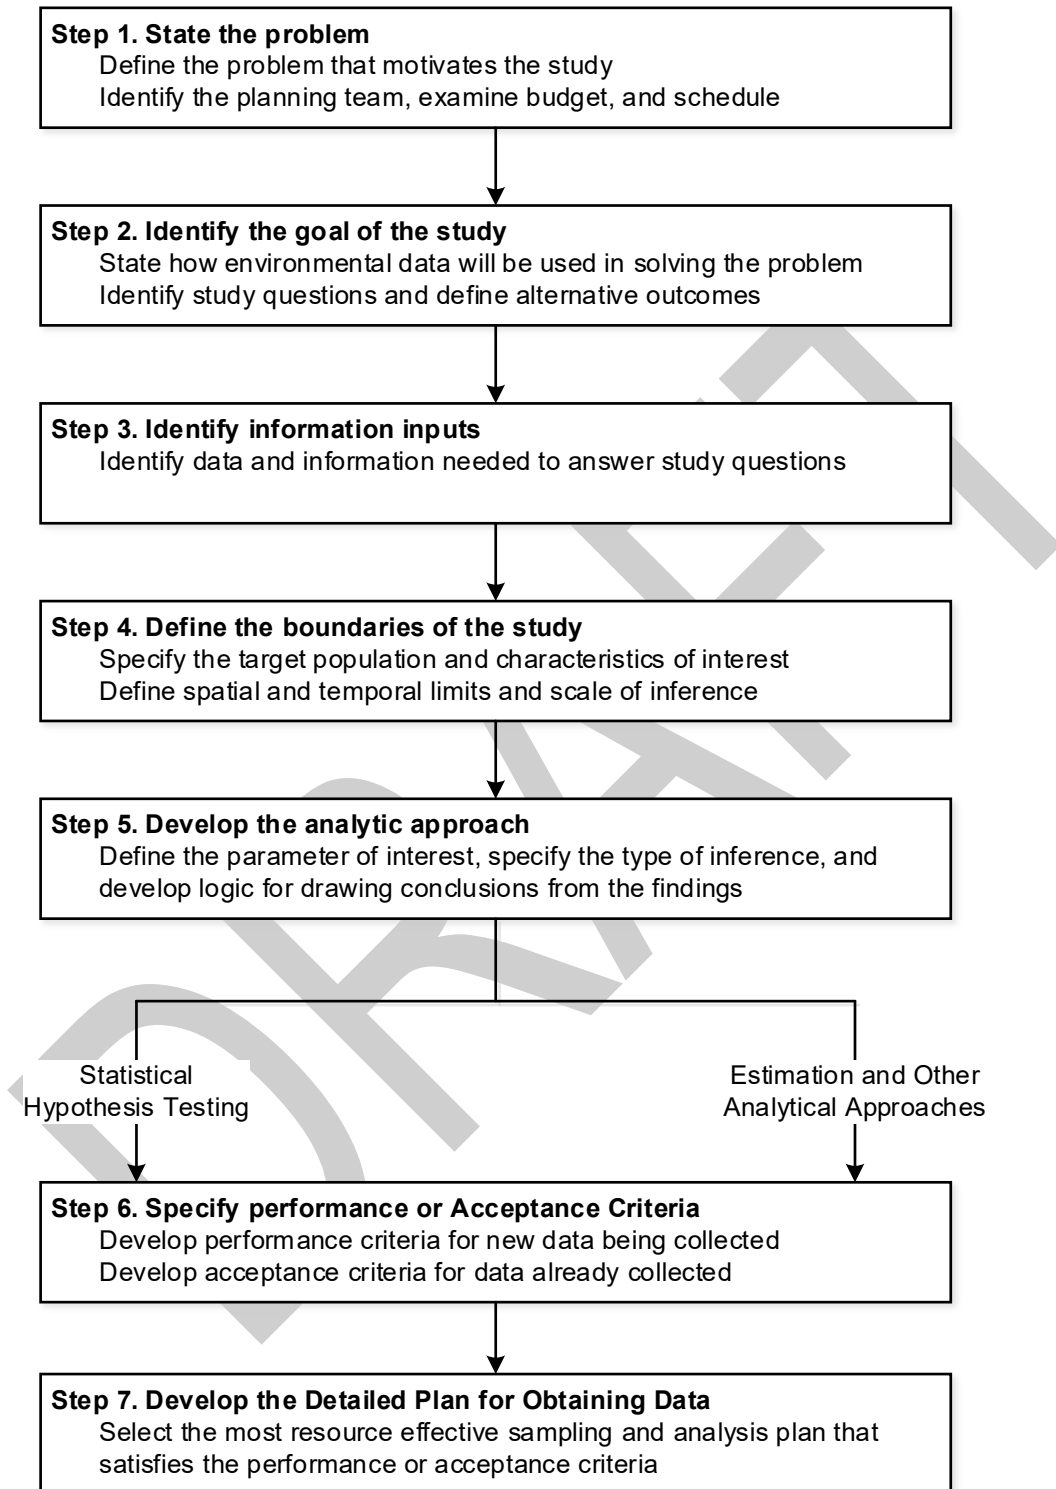 Step 1. State the problem
Define the problem that motivates the study
Identify the planning team, examine budget, and schedule
Step 2. Identify the goal of the study
State how environmental data will be used in solving the problem
Identify study questions and define alternative outcomes
Step 3. Identify information inputs
Identify data and information needed to answer study questions
Step 4. Define the boundaries of the study
Specify the target population and characteristics of interest
Define spatial and temporal limits and scale of inference
Step 5. Develop the analytic approach
Define the parameter of interest, specify the type of inference, and
develop logic for drawing conclusions from the findings
Statistical
Hypothesis Testing
Estimation and Other
Analytical Approaches
Step 6. Specify performance or Acceptance Criteria
Develop performance criteria for new data being collected
Develop acceptance criteria for data already collected
Step 7. Develop the Detailed Plan for Obtaining Data
Select the most resource effective sampling and analysis plan that
satisfies the performance or acceptance criteria
DRAFT